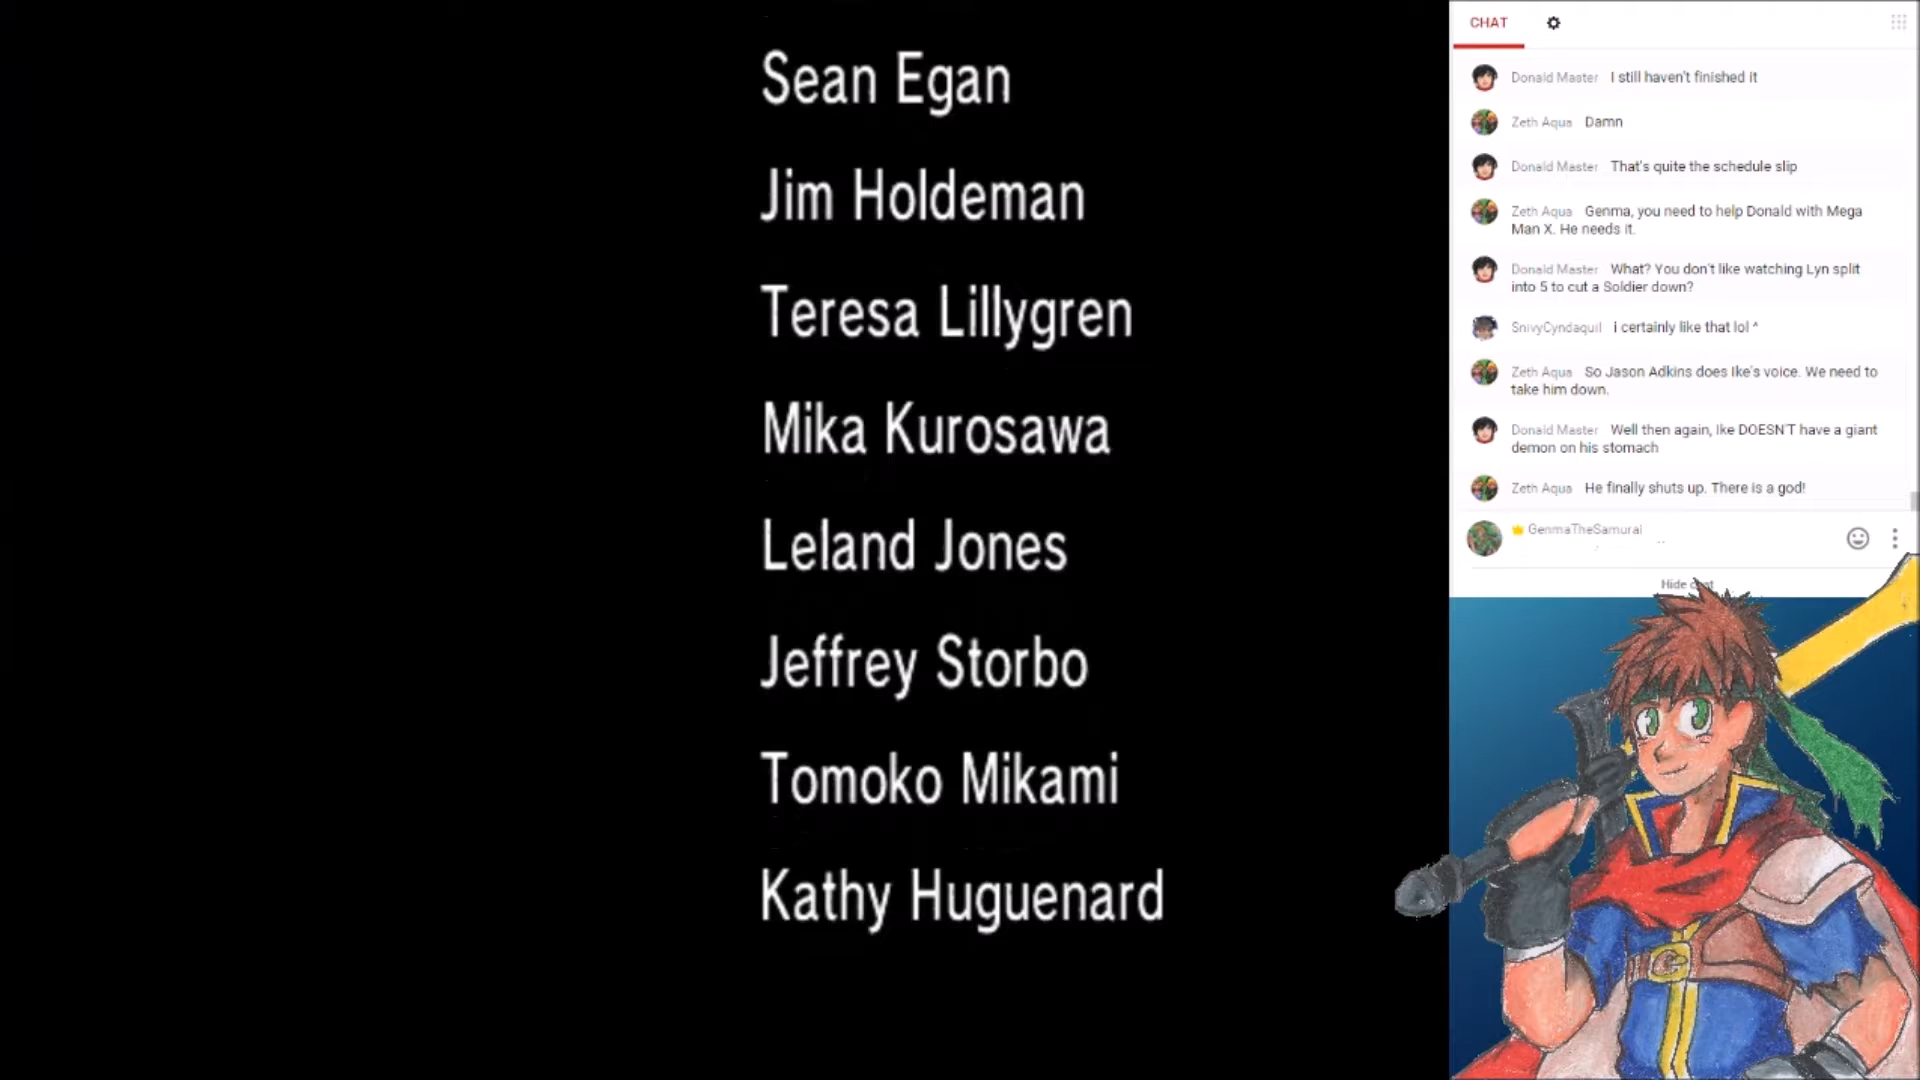 Sean Egan
Jim Holdeman
Teresa Lillygren
Mika Kurosawa
Leland Jones
Jeffrey Storbo
Tomoko Mikami
Kathy Huguenard
CHAT
Donald Master I still haven't finished it
Zeth Aqua Damn
Donald Master That's quite the schedule slip
Zeth Aqua Genma, you need to help Donald with Mega
Man X. He needs it.
Donald Master What? You don't like watching Lyn split
into 5 to cut a Soldier down?
SnivyCyndaquil i certainly like that lol ^
Zeth Aqua So Jason Adkins does Ike's voice. We need to
take him down.
Donald Master Well then again, Ike DOESN'T have a giant
demon on his stomach
Zeth Aqua He finally shuts up. There is a god!
GenmaTheSamurai
Hide chat